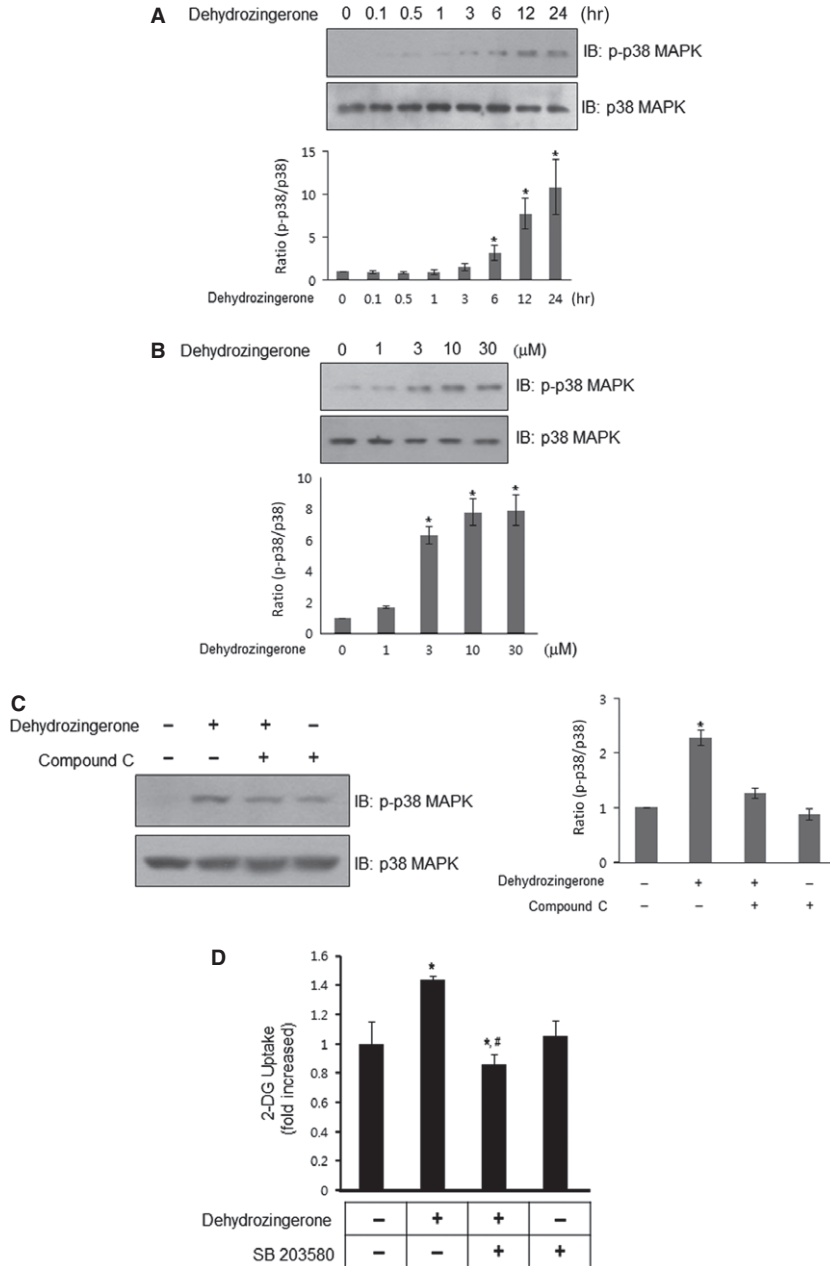 A Dehydrozingerone 0 0.1 0.5 1 3 6 12 24 (hr)
IB: p-p38 MAPK
IB: p38 MAPK
Ratio (p-p38/p38)
15
10
5
0
* * *
Dehydrozingerone 0 0.1 0.5 1 3 6 12 24 (hr)
B Dehydrozingerone 0 1 3 10 30 (μM)
IB: p-p38 MAPK
IB: p38 MAPK
Ratio (p-p38/p38)
10
8
6
4
2
0
* * *
Dehydrozingerone 0 1 3 10 30 (μM)
C
Dehydrozingerone – + + –
Compound C – – + +
IB: p-p38 MAPK
IB: p38 MAPK
Ratio (p-p38/p38)
3
2
1
0
*
Dehydrozingerone – + + –
Compound C – – + +
D
2-DG Uptake
(fold increased)
1.6
1.4
1.2
1
0.8
0.6
0.4
0.2
0
*
*,#
Dehydrozingerone – + + –
SB 203580 – – + +